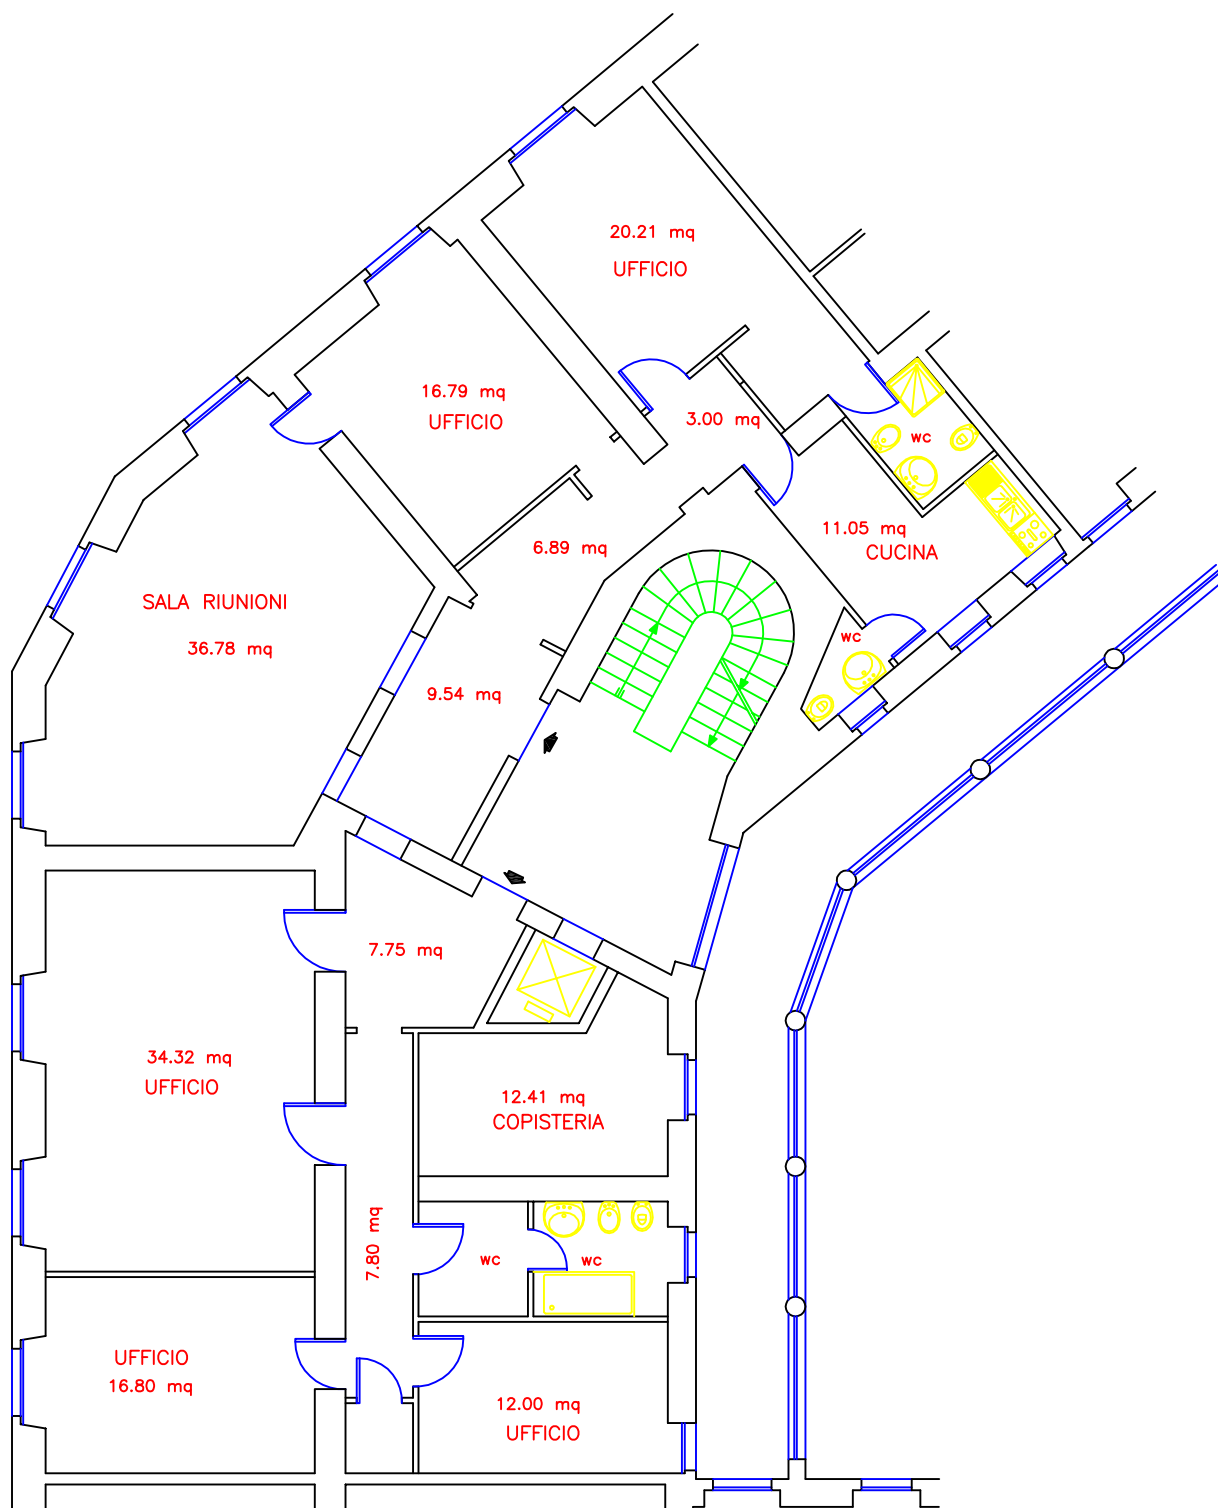 20.21 mq
UFFICIO
16.79 mq
UFFICIO
3.00 mq
wc
11.05 mq
CUCINA
6.89 mq
SALA RIUNIONI
36.78 mq
wc
9.54 mq
7.75 mq
34.32 mq
UFFICIO
12.41 mq
COPISTERIA
7.80 mq
wc
wc
UFFICIO
16.80 mq
12.00 mq
UFFICIO